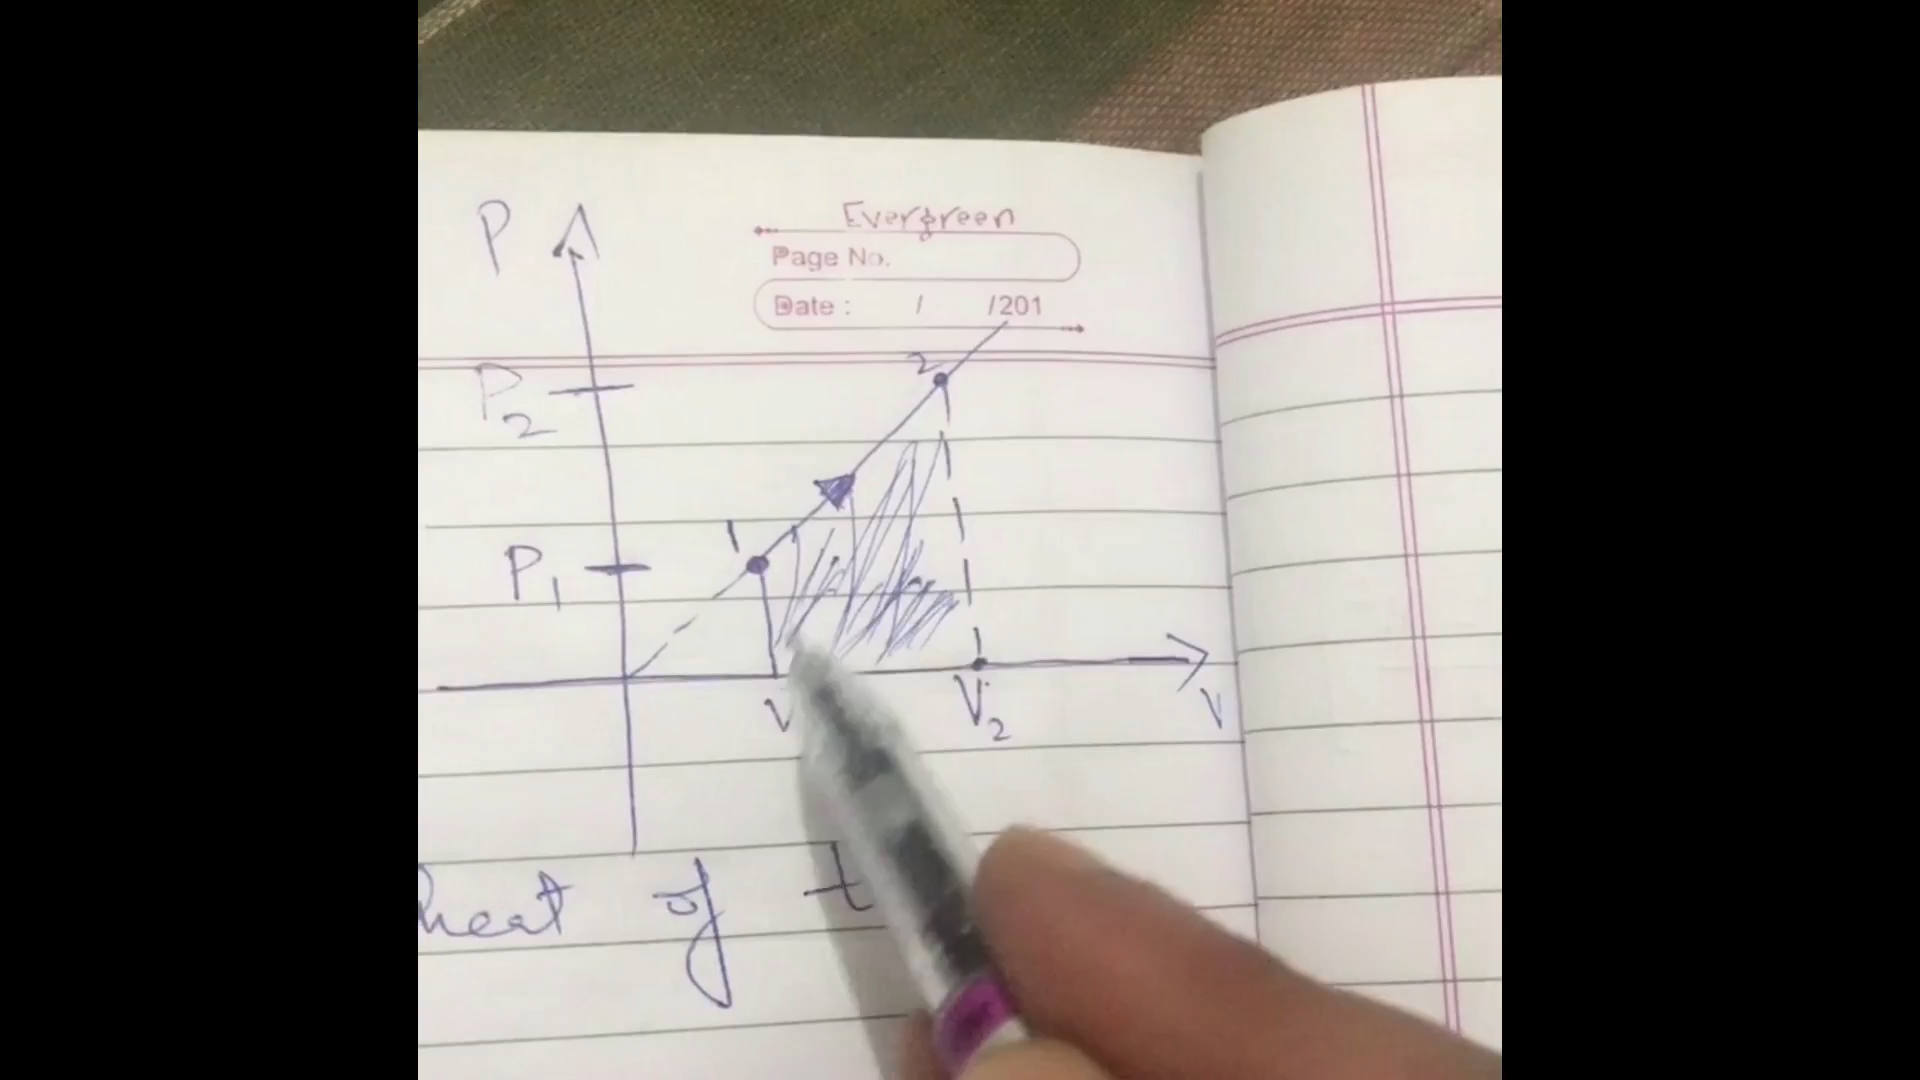 P
Evergreen
Page No.
Date : / /201
P2
2
1
P1
V
V2
V
heat of t